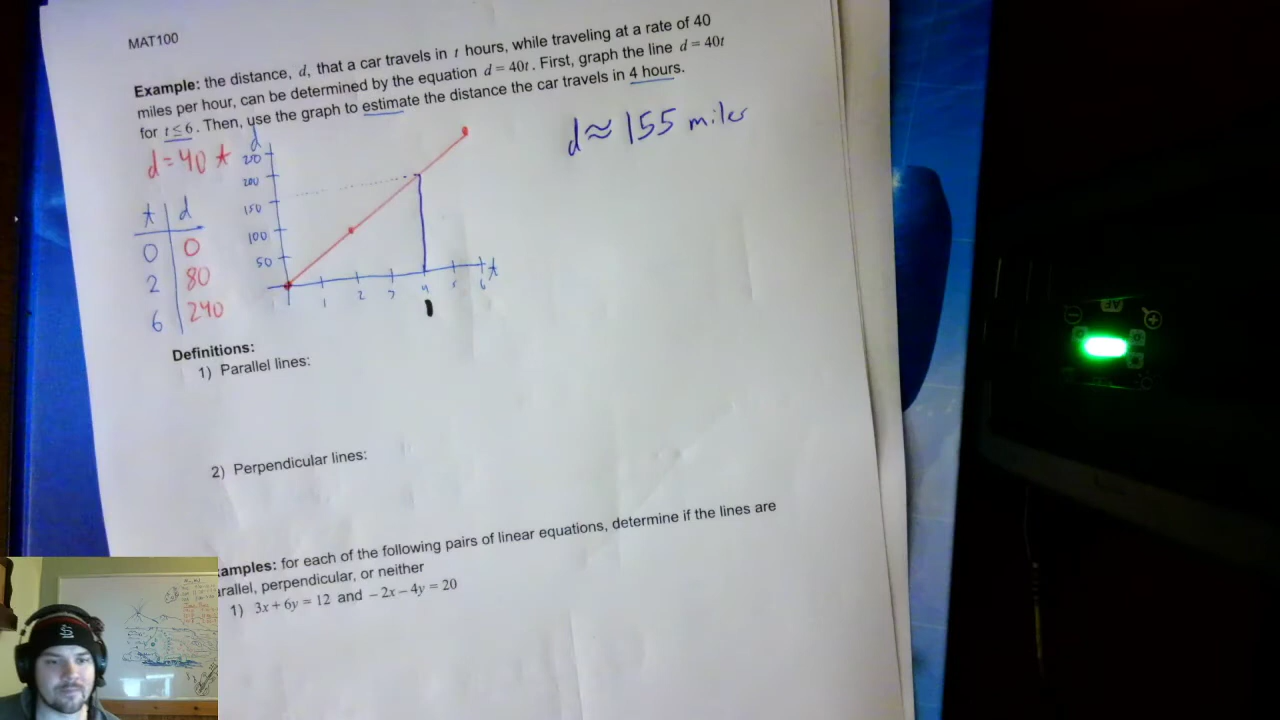 MAT100
Example: the distance, d, that a car travels in t hours, while traveling at a rate of 40
miles per hour, can be determined by the equation d = 40t. First, graph the line d = 40t
for t ≤ 6. Then, use the graph to estimate the distance the car travels in 4 hours.
d ≈ 155 miles
d = 40 t
d
200
150
100
50
1 2 3 4 5 6 t
t d
0 0
2 80
6 240
Definitions:
1) Parallel lines:
2) Perpendicular lines:
amples: for each of the following pairs of linear equations, determine if the lines are
rallel, perpendicular, or neither
1) 3x + 6y = 12 and − 2x − 4y = 20
AF